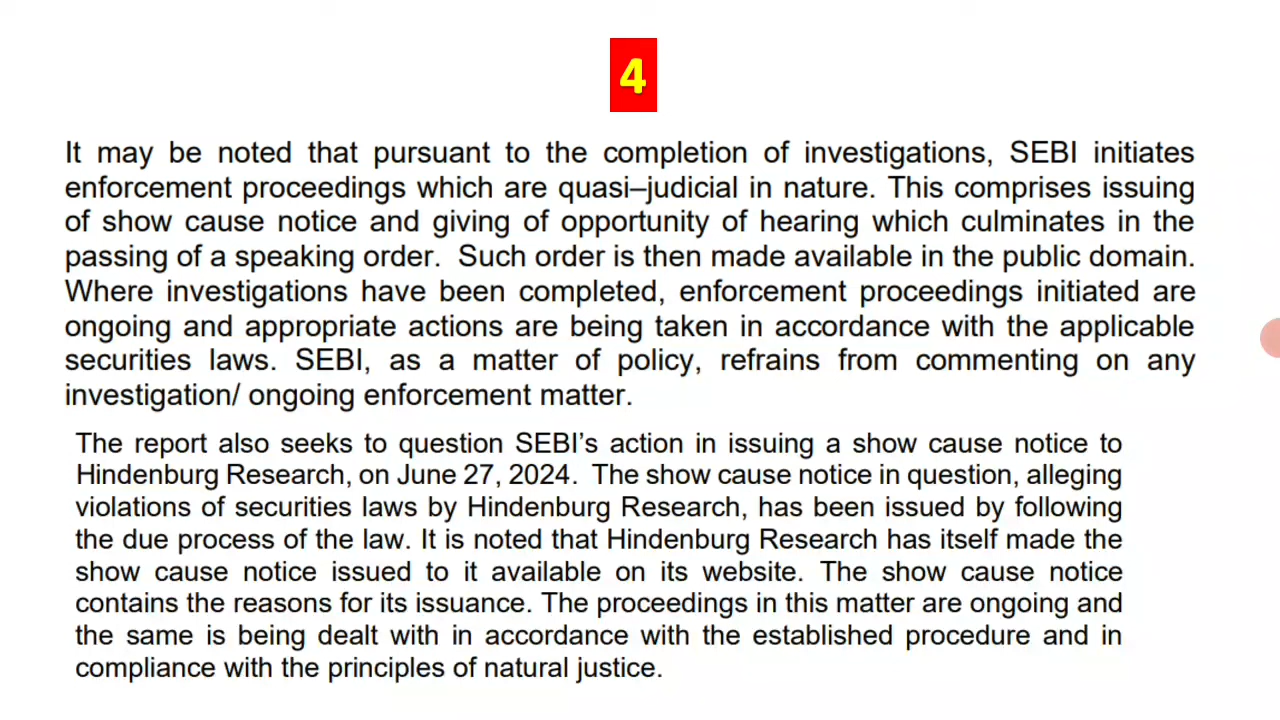 4
It may be noted that pursuant to the completion of investigations, SEBI initiates
enforcement proceedings which are quasi–judicial in nature. This comprises issuing
of show cause notice and giving of opportunity of hearing which culminates in the
passing of a speaking order.  Such order is then made available in the public domain.
Where investigations have been completed, enforcement proceedings initiated are
ongoing and appropriate actions are being taken in accordance with the applicable
securities laws. SEBI, as a matter of policy, refrains from commenting on any
investigation/ ongoing enforcement matter.
The report also seeks to question SEBI’s action in issuing a show cause notice to
Hindenburg Research, on June 27, 2024.  The show cause notice in question, alleging
violations of securities laws by Hindenburg Research, has been issued by following
the due process of the law. It is noted that Hindenburg Research has itself made the
show cause notice issued to it available on its website. The show cause notice
contains the reasons for its issuance. The proceedings in this matter are ongoing and
the same is being dealt with in accordance with the established procedure and in
compliance with the principles of natural justice.